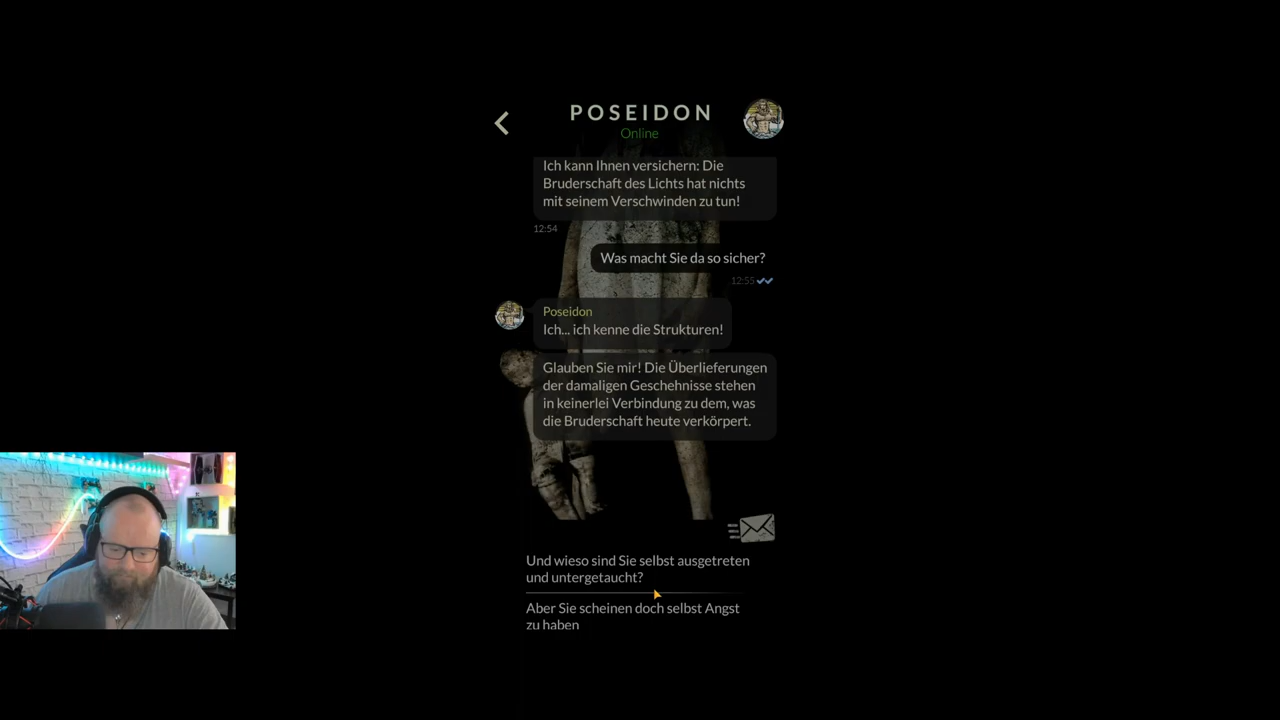 POSEIDON
Online
Ich kann Ihnen versichern: Die
Bruderschaft des Lichts hat nichts
mit seinem Verschwinden zu tun!
12:54
Was macht Sie da so sicher?
12:55
Poseidon
Ich... ich kenne die Strukturen!
Glauben Sie mir! Die Überlieferungen
der damaligen Geschehnisse stehen
in keinerlei Verbindung zu dem, was
die Bruderschaft heute verkörpert.
Und wieso sind Sie selbst ausgetreten
und untergetaucht?
Aber Sie scheinen doch selbst Angst
zu haben